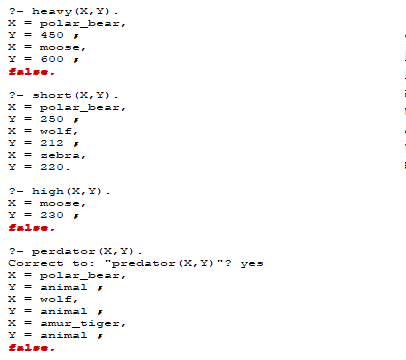 ?- heavy(X,Y).
X = polar_bear,
Y = 450 ;
X = moose,
Y = 600 ;
false.
?- short(X,Y).
X = polar_bear,
Y = 250 ;
X = wolf,
Y = 212 ;
X = zebra,
Y = 220.
?- high(X,Y).
X = moose,
Y = 230 ;
false.
?- perdator(X,Y).
Correct to: "predator(X,Y)"? yes
X = polar_bear,
Y = animal ;
X = wolf,
Y = animal ;
X = amur_tiger,
Y = animal ;
false.